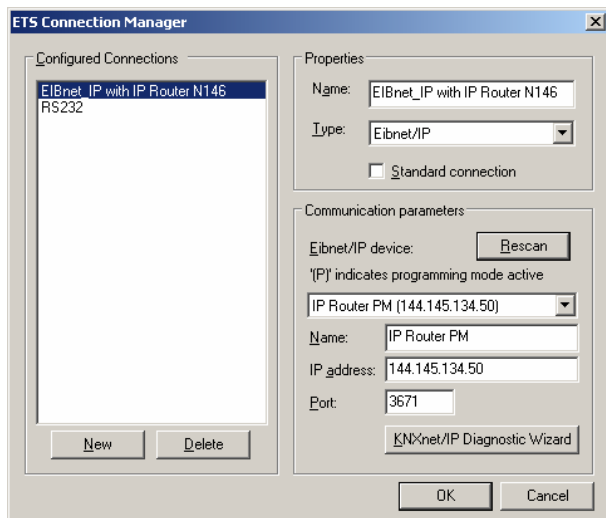 ETS Connection Manager
Configured Connections
EIBnet_IP with IP Router N146
RS232
New
Delete
Properties
Name: EIBnet_IP with IP Router N146
Type: Eibnet/IP
Standard connection
Communication parameters
Eibnet/IP device: Rescan
'(P)' indicates programming mode active
IP Router PM (144.145.134.50)
Name: IP Router PM
IP address: 144.145.134.50
Port: 3671
KNXnet/IP Diagnostic Wizard
OK
Cancel